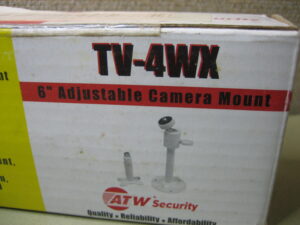 TV-4WX
6" Adjustable Camera Mount
ATW Security
Quality • Reliability • Affordability